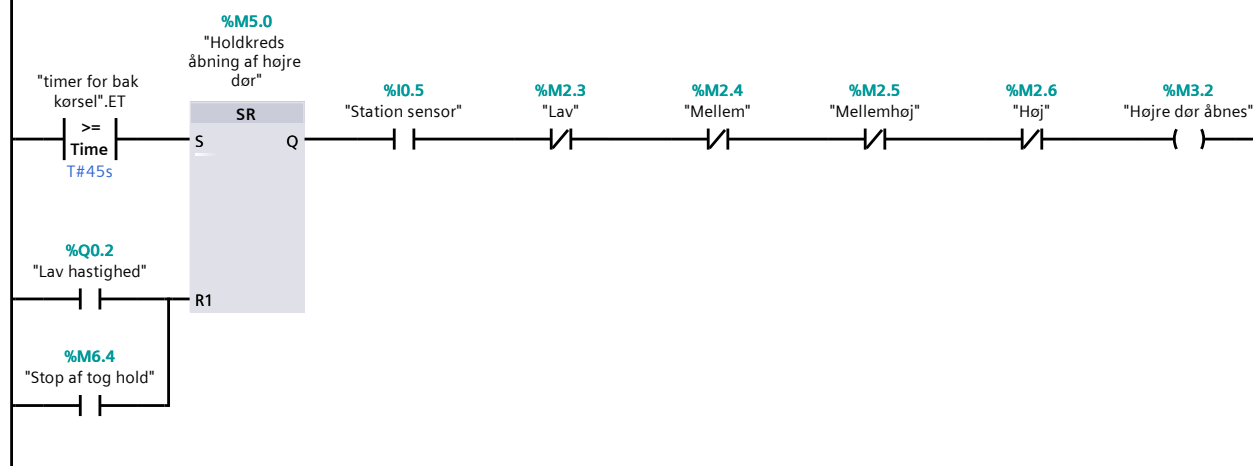 %M5.0
"Holdkreds
åbning af højre
dør"
"timer for bak
kørsel".ET
>=
Time
T#45s
SR
S
Q
%I0.5
"Station sensor"
%M2.3
"Lav"
%M2.4
"Mellem"
%M2.5
"Mellemhøj"
%M2.6
"Høj"
%M3.2
"Højre dør åbnes"
%Q0.2
"Lav hastighed"
R1
%M6.4
"Stop af tog hold"